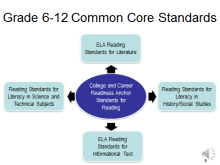 Grade 6-12 Common Core Standards
ELA Reading
Standards for Literature
Reading Standards for
Literacy in Science and
Technical Subjects
College and Career
Readiness Anchor
Standards for
Reading
Reading Standards for
Literacy in
History/Social Studies
ELA Reading
Standards for
Informational Text